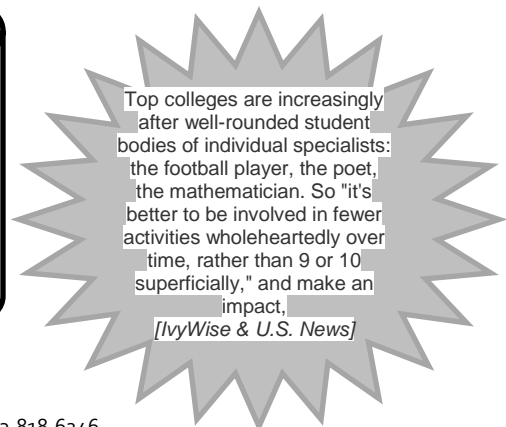 Top colleges are increasingly
after well-rounded student
bodies of individual specialists:
the football player, the poet,
the mathematician. So "it's
better to be involved in fewer
activities wholeheartedly over
time, rather than 9 or 10
superficially," and make an
impact,
[IvyWise & U.S. News]